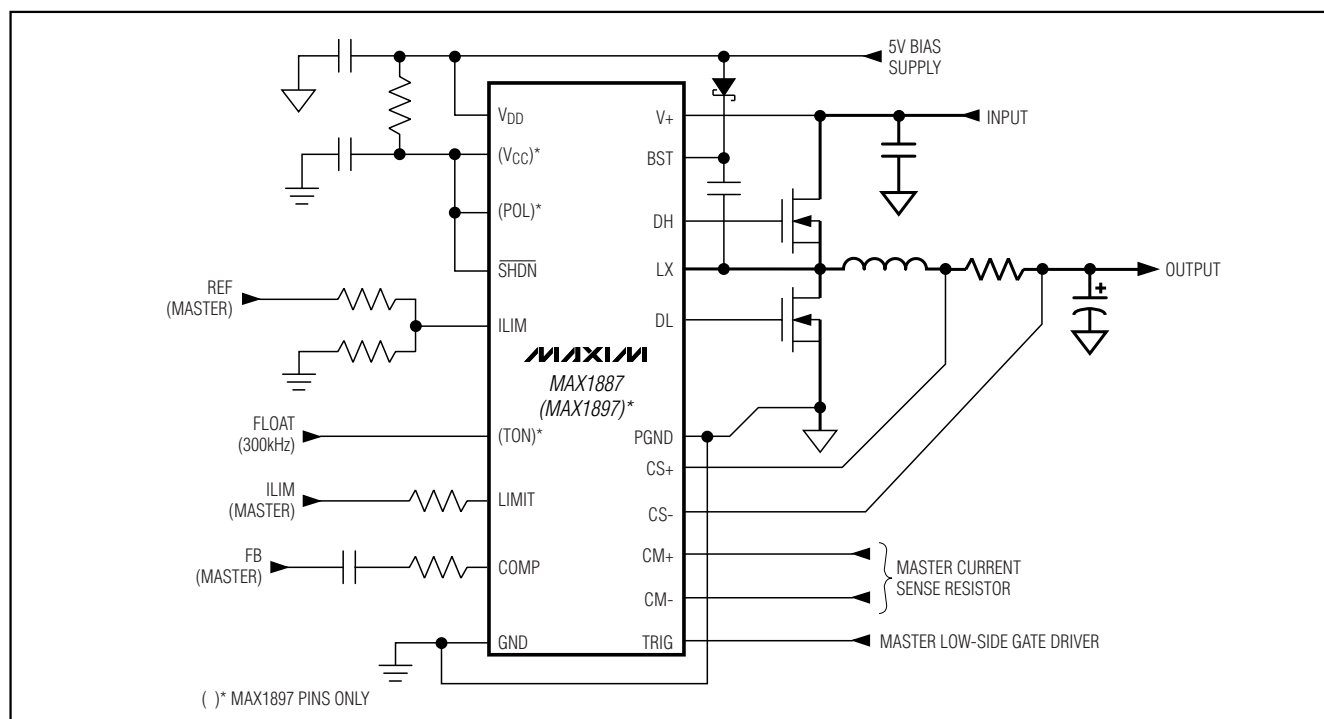 5V BIAS
SUPPLY
VDD
V+
INPUT
(VCC)*
BST
(POL)*
DH
SHDN
LX
OUTPUT
REF
(MASTER)
ILIM
DL
MAXIM
MAX1887
(MAX1897)*
FLOAT
(300kHz)
(TON)*
PGND
CS+
ILIM
(MASTER)
LIMIT
CS-
FB
(MASTER)
COMP
CM+
MASTER CURRENT
SENSE RESISTOR
CM-
GND
TRIG
MASTER LOW-SIDE GATE DRIVER
( )* MAX1897 PINS ONLY
+